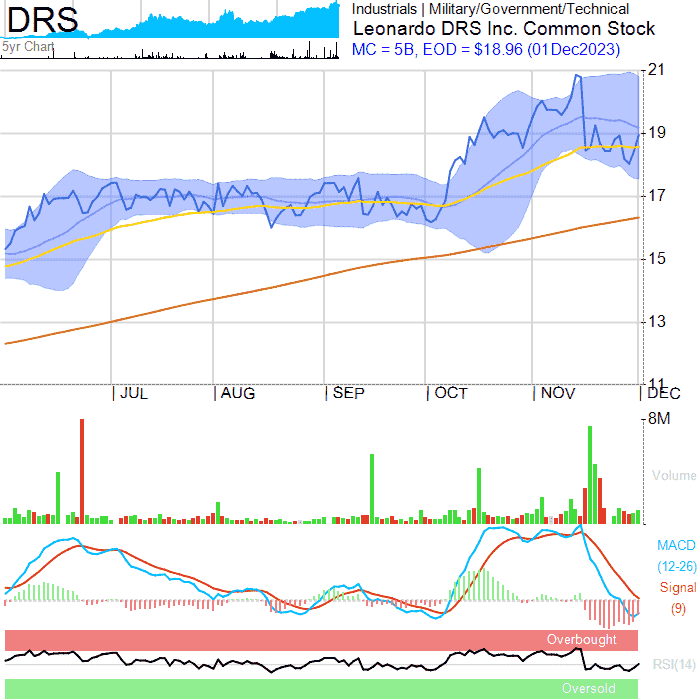 DRS
5yr Chart
Industrials | Military/Government/Technical
Leonardo DRS Inc. Common Stock
MC = 5B, EOD = $18.96 (01Dec2023)
21
19
17
15
13
11
JUL AUG SEP OCT NOV DEC
8M
Volume
MACD
(12-26)
Signal
(9)
Overbought
RSI(14)
Oversold